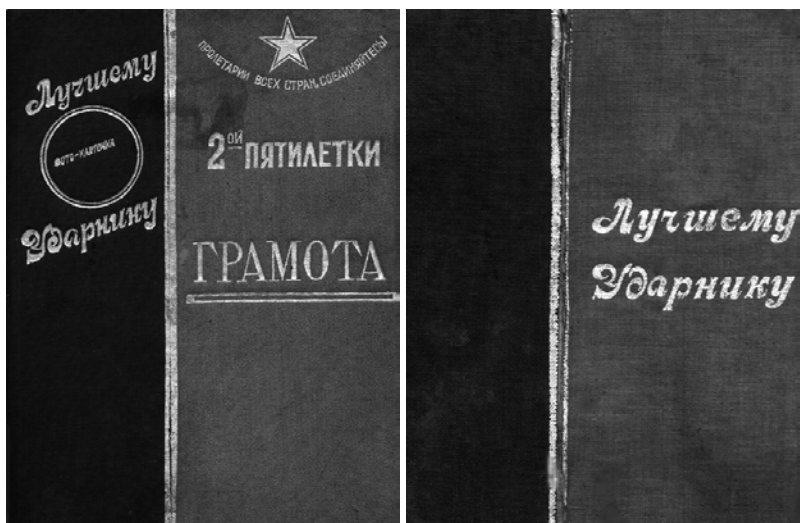 Лучшему
ФОТО-КАРТОЧКА
Ударнику
ПРОЛЕТАРИИ ВСЕХ СТРАН, СОЕДИНЯЙТЕСЬ
2ОЙ ПЯТИЛЕТКИ
ГРАМОТА
Лучшему
Ударнику